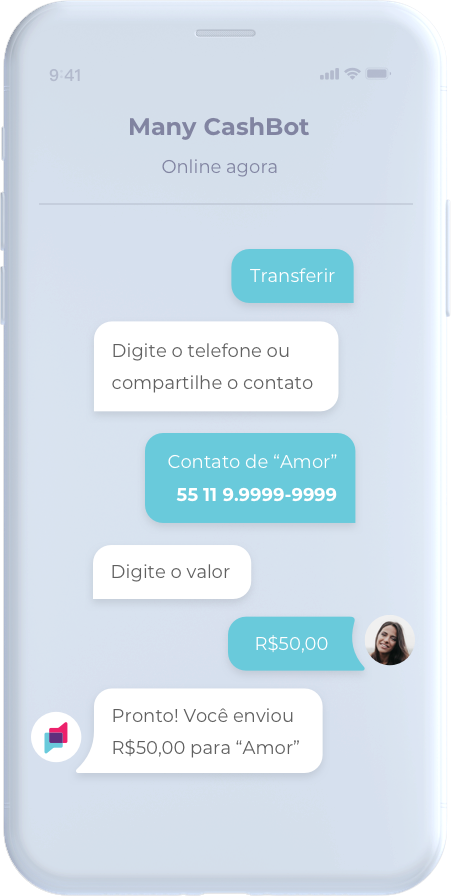 9:41
Many CashBot
Online agora
Transferir
Digite o telefone ou
compartilhe o contato
Contato de “Amor”
55 11 9.9999-9999
Digite o valor
R$50,00
Pronto! Você enviou
R$50,00 para “Amor”